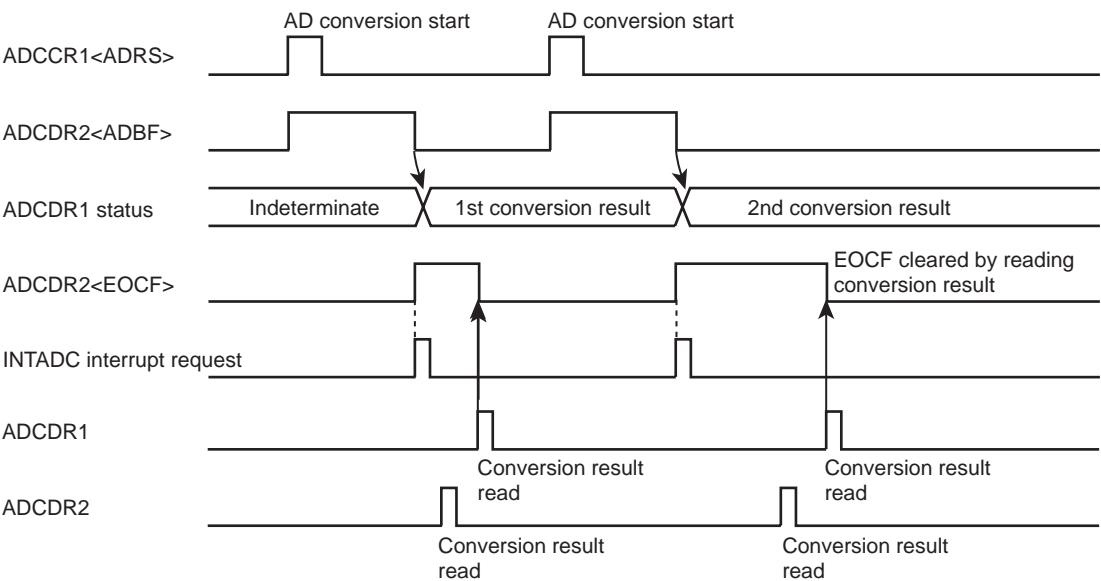 AD conversion start
AD conversion start
ADCCR1<ADRS>
ADCDR2<ADBF>
ADCDR1 status
Indeterminate
1st conversion result
2nd conversion result
ADCDR2<EOCF>
EOCF cleared by reading
conversion result
INTADC interrupt request
ADCDR1
Conversion result
read
Conversion result
read
ADCDR2
Conversion result
read
Conversion result
read